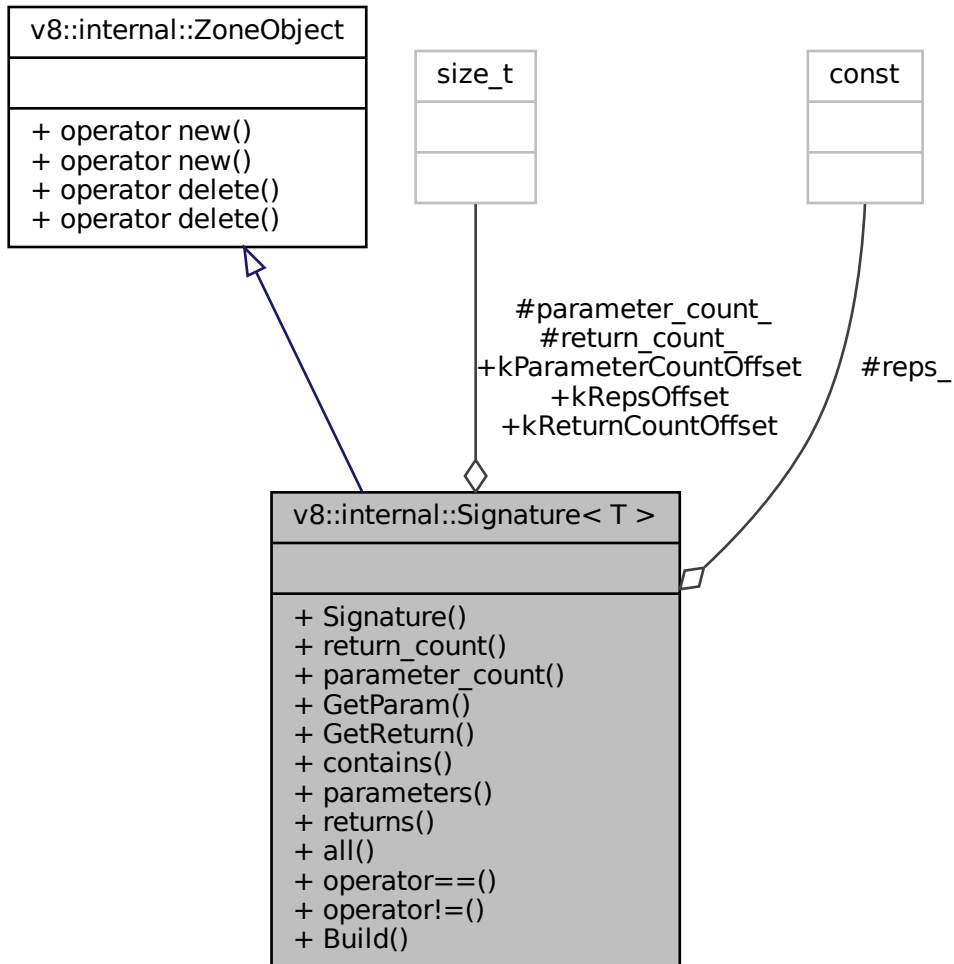 v8::internal::ZoneObject
+ operator new()
+ operator new()
+ operator delete()
+ operator delete()
size_t
const
#parameter_count_
#return_count_
+kParameterCountOffset
+kRepsOffset
+kReturnCountOffset
#reps_
v8::internal::Signature< T >
+ Signature()
+ return_count()
+ parameter_count()
+ GetParam()
+ GetReturn()
+ contains()
+ parameters()
+ returns()
+ all()
+ operator==()
+ operator!=()
+ Build()